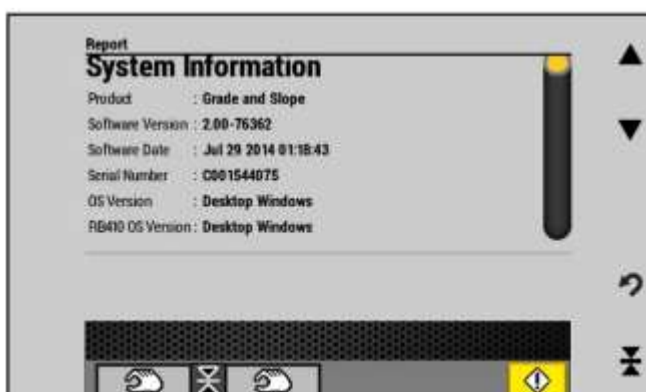 Report
System Information
Product : Grade and Slope
Software Version : 2.00-76362
Software Date : Jul 29 2014 01:18:43
Serial Number : C001544075
OS Version : Desktop Windows
RB410 OS Version : Desktop Windows